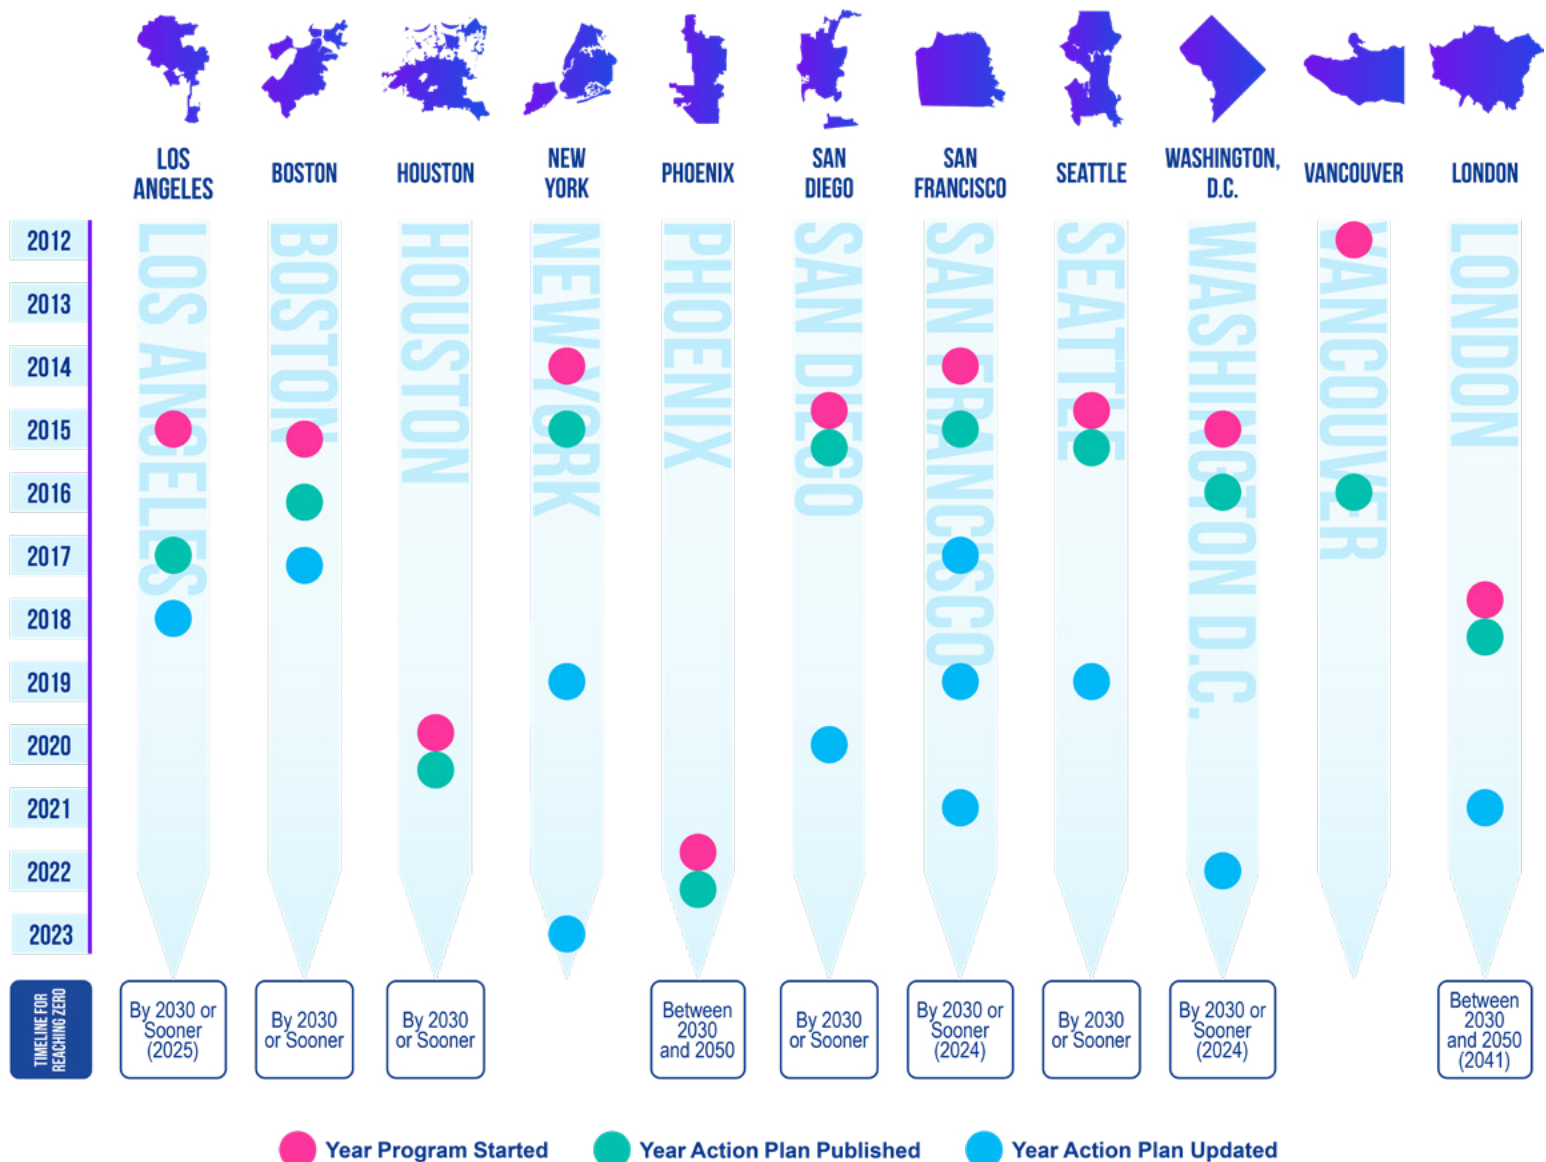 LOS
ANGELES
BOSTON
HOUSTON
NEW
YORK
PHOENIX
SAN
DIEGO
SAN
FRANCISCO
SEATTLE
WASHINGTON,
D.C.
VANCOUVER
LONDON
LOS ANGELES
BOSTON
HOUSTON
NEW YORK
PHOENIX
SAN DIEGO
SAN FRANCISCO
SEATTLE
WASHINGTON D.C.
VANCOUVER
LONDON
2012
2013
2014
2015
2016
2017
2018
2019
2020
2021
2022
2023
TIMELINE FOR
REACHING ZERO
By 2030 or
Sooner
(2025)
By 2030
or Sooner
By 2030
or Sooner
Between
2030
and 2050
By 2030
or Sooner
By 2030 or
Sooner
(2024)
By 2030
or Sooner
By 2030 or
Sooner
(2024)
Between
2030
and 2050
(2041)
Year Program Started
Year Action Plan Published
Year Action Plan Updated